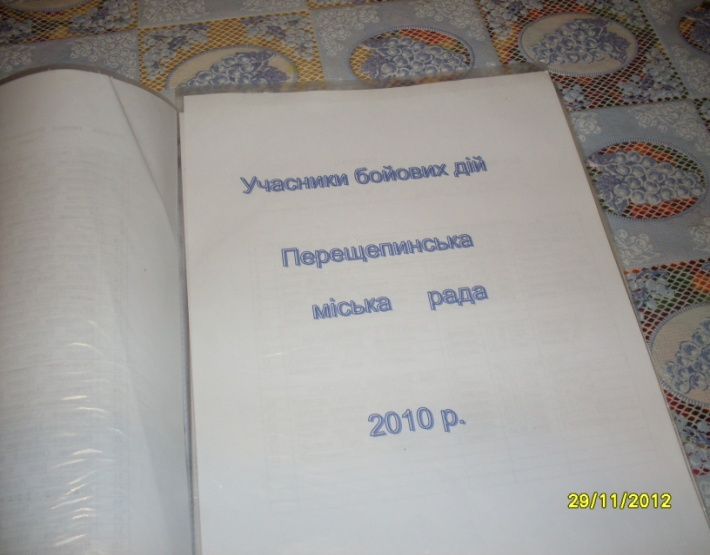 Учасники бойових дій
Перещепинська
міська рада
2010 р.
29/11/2012